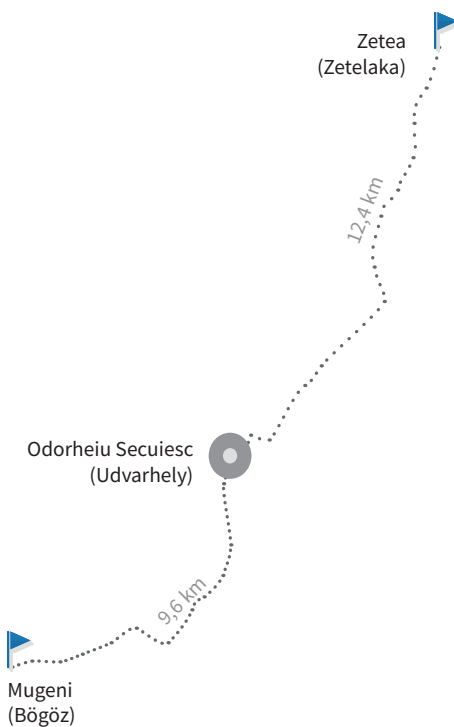 Zetea
(Zetelaka)
12,4 km
Odorheiu Secuiesc
(Udvarhely)
9,6 km
Mugeni
(Bögöz)